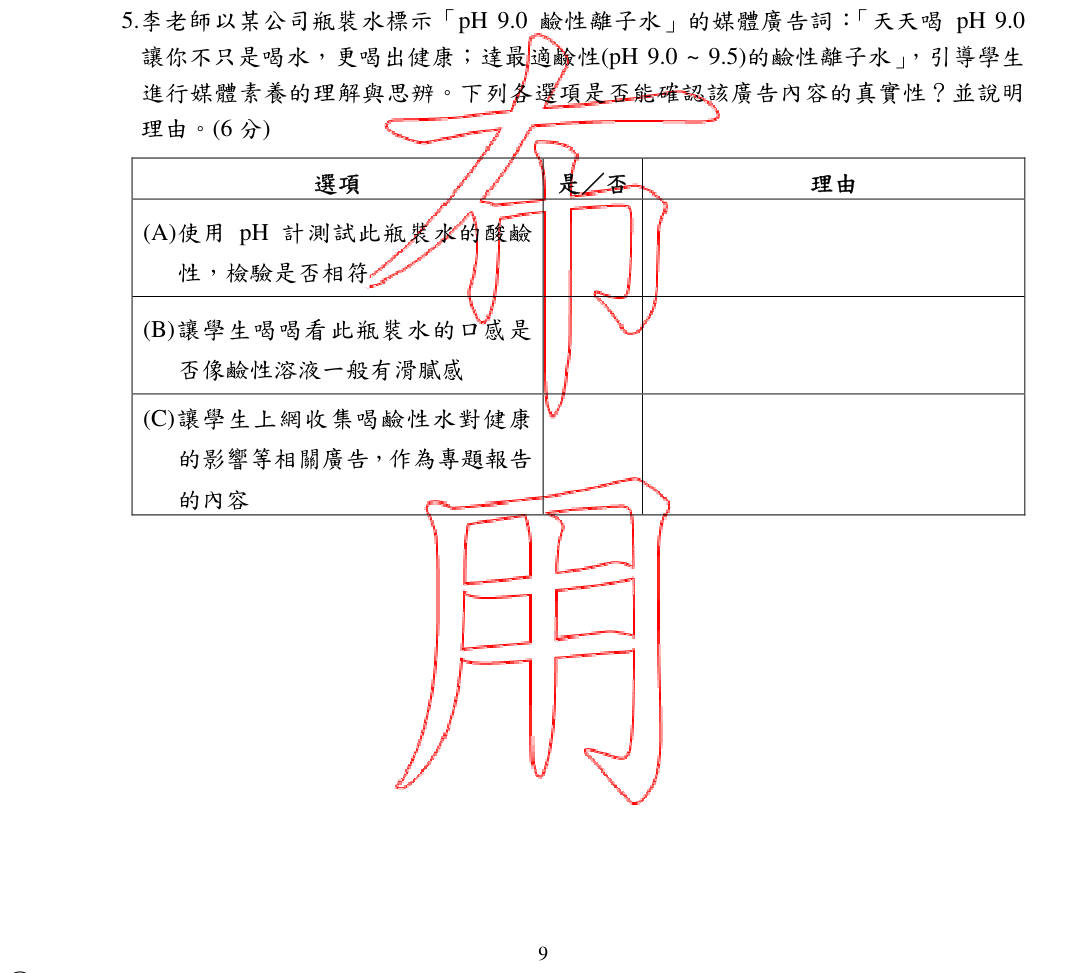 5.李老師以某公司瓶裝水標示「pH 9.0 鹼性離子水」的媒體廣告詞：「天天喝 pH 9.0
讓你不只是喝水，更喝出健康；達最適鹼性(pH 9.0 ~ 9.5)的鹼性離子水」，引導學生
進行媒體素養的理解與思辨。下列各選項是否能確認該廣告內容的真實性？並說明
理由。(6 分)
選項 是／否 理由
(A)使用 pH 計測試此瓶裝水的酸鹼
性，檢驗是否相符
(B)讓學生喝喝看此瓶裝水的口感是
否像鹼性溶液一般有滑膩感
(C)讓學生上網收集喝鹼性水對健康
的影響等相關廣告，作為專題報告
的內容
布
用
9